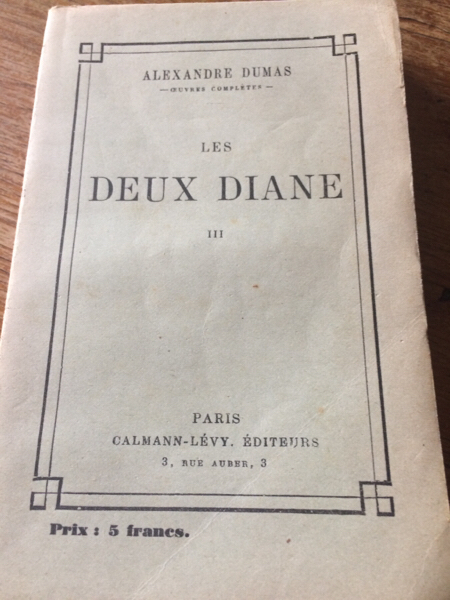 ALEXANDRE DUMAS
— ŒUVRES COMPLÈTES —
LES
DEUX DIANE
III
PARIS
CALMANN-LÉVY, ÉDITEURS
3, RUE AUBER, 3
Prix : 5 francs.